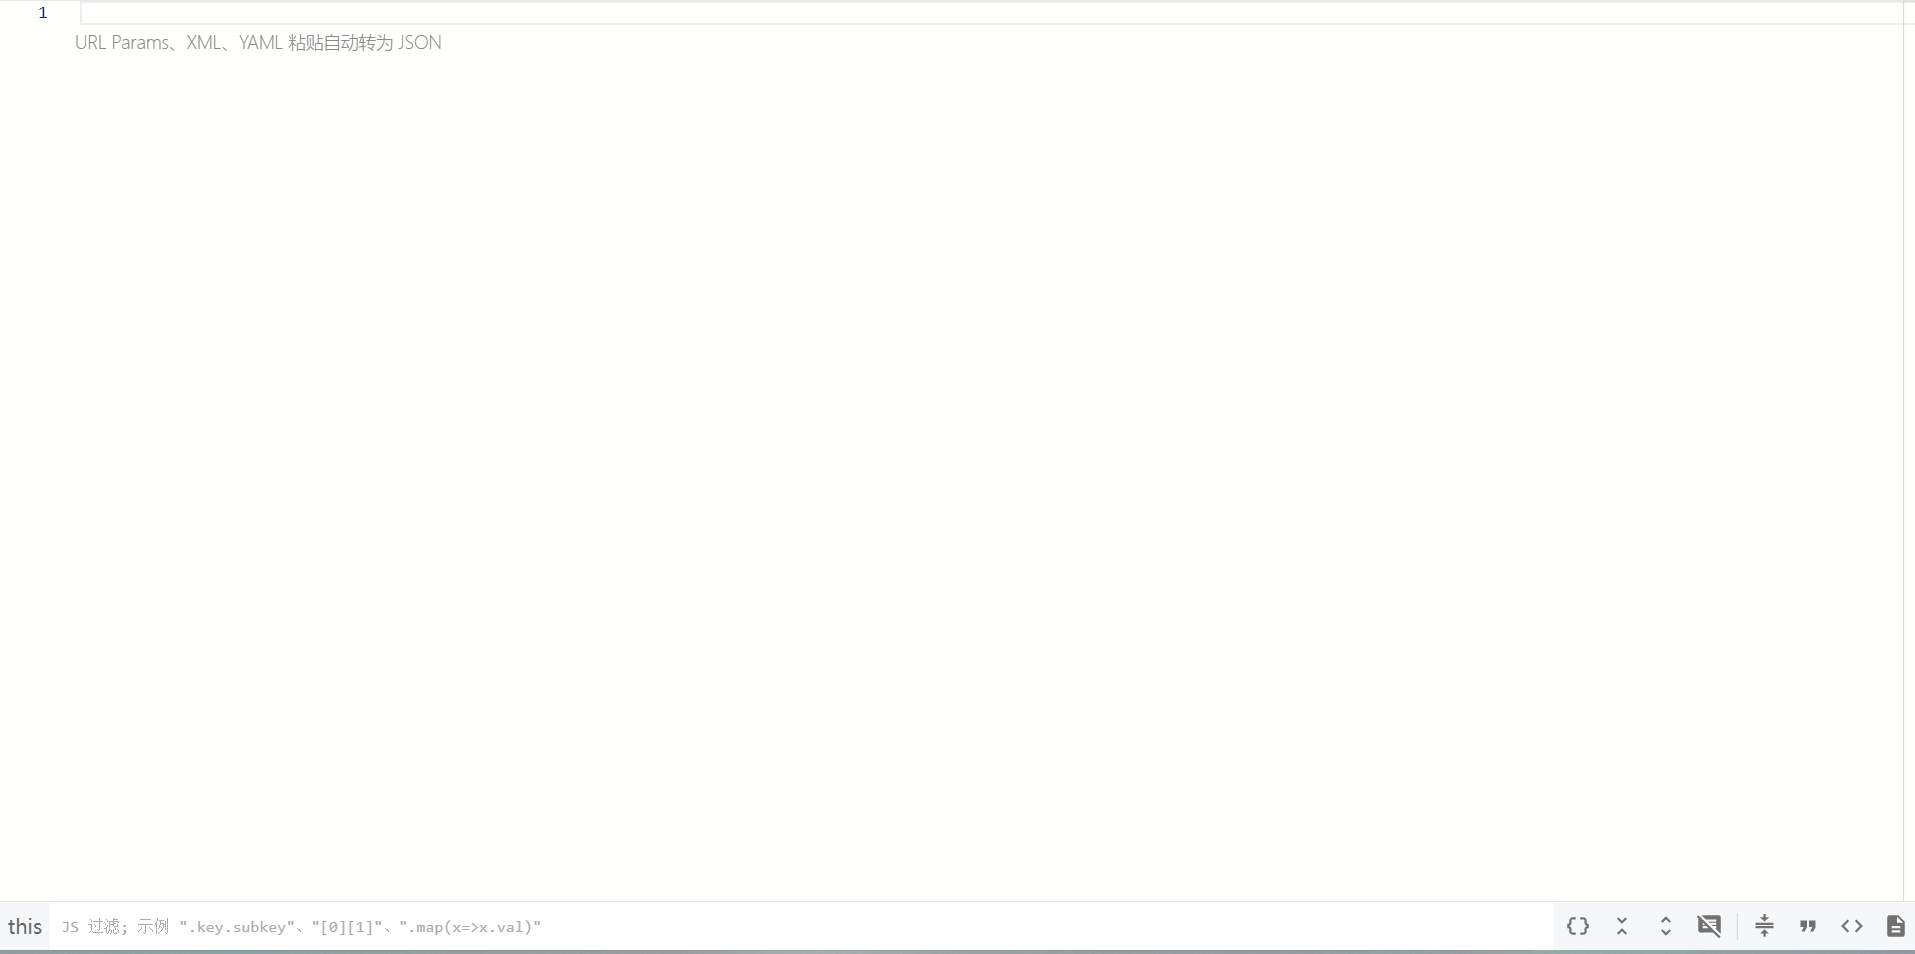 1
URL Params、XML、YAML 粘贴自动转为 JSON
this JS 过滤; 示例 ".key.subkey"、"[0][1]"、".map(x=>x.val)"